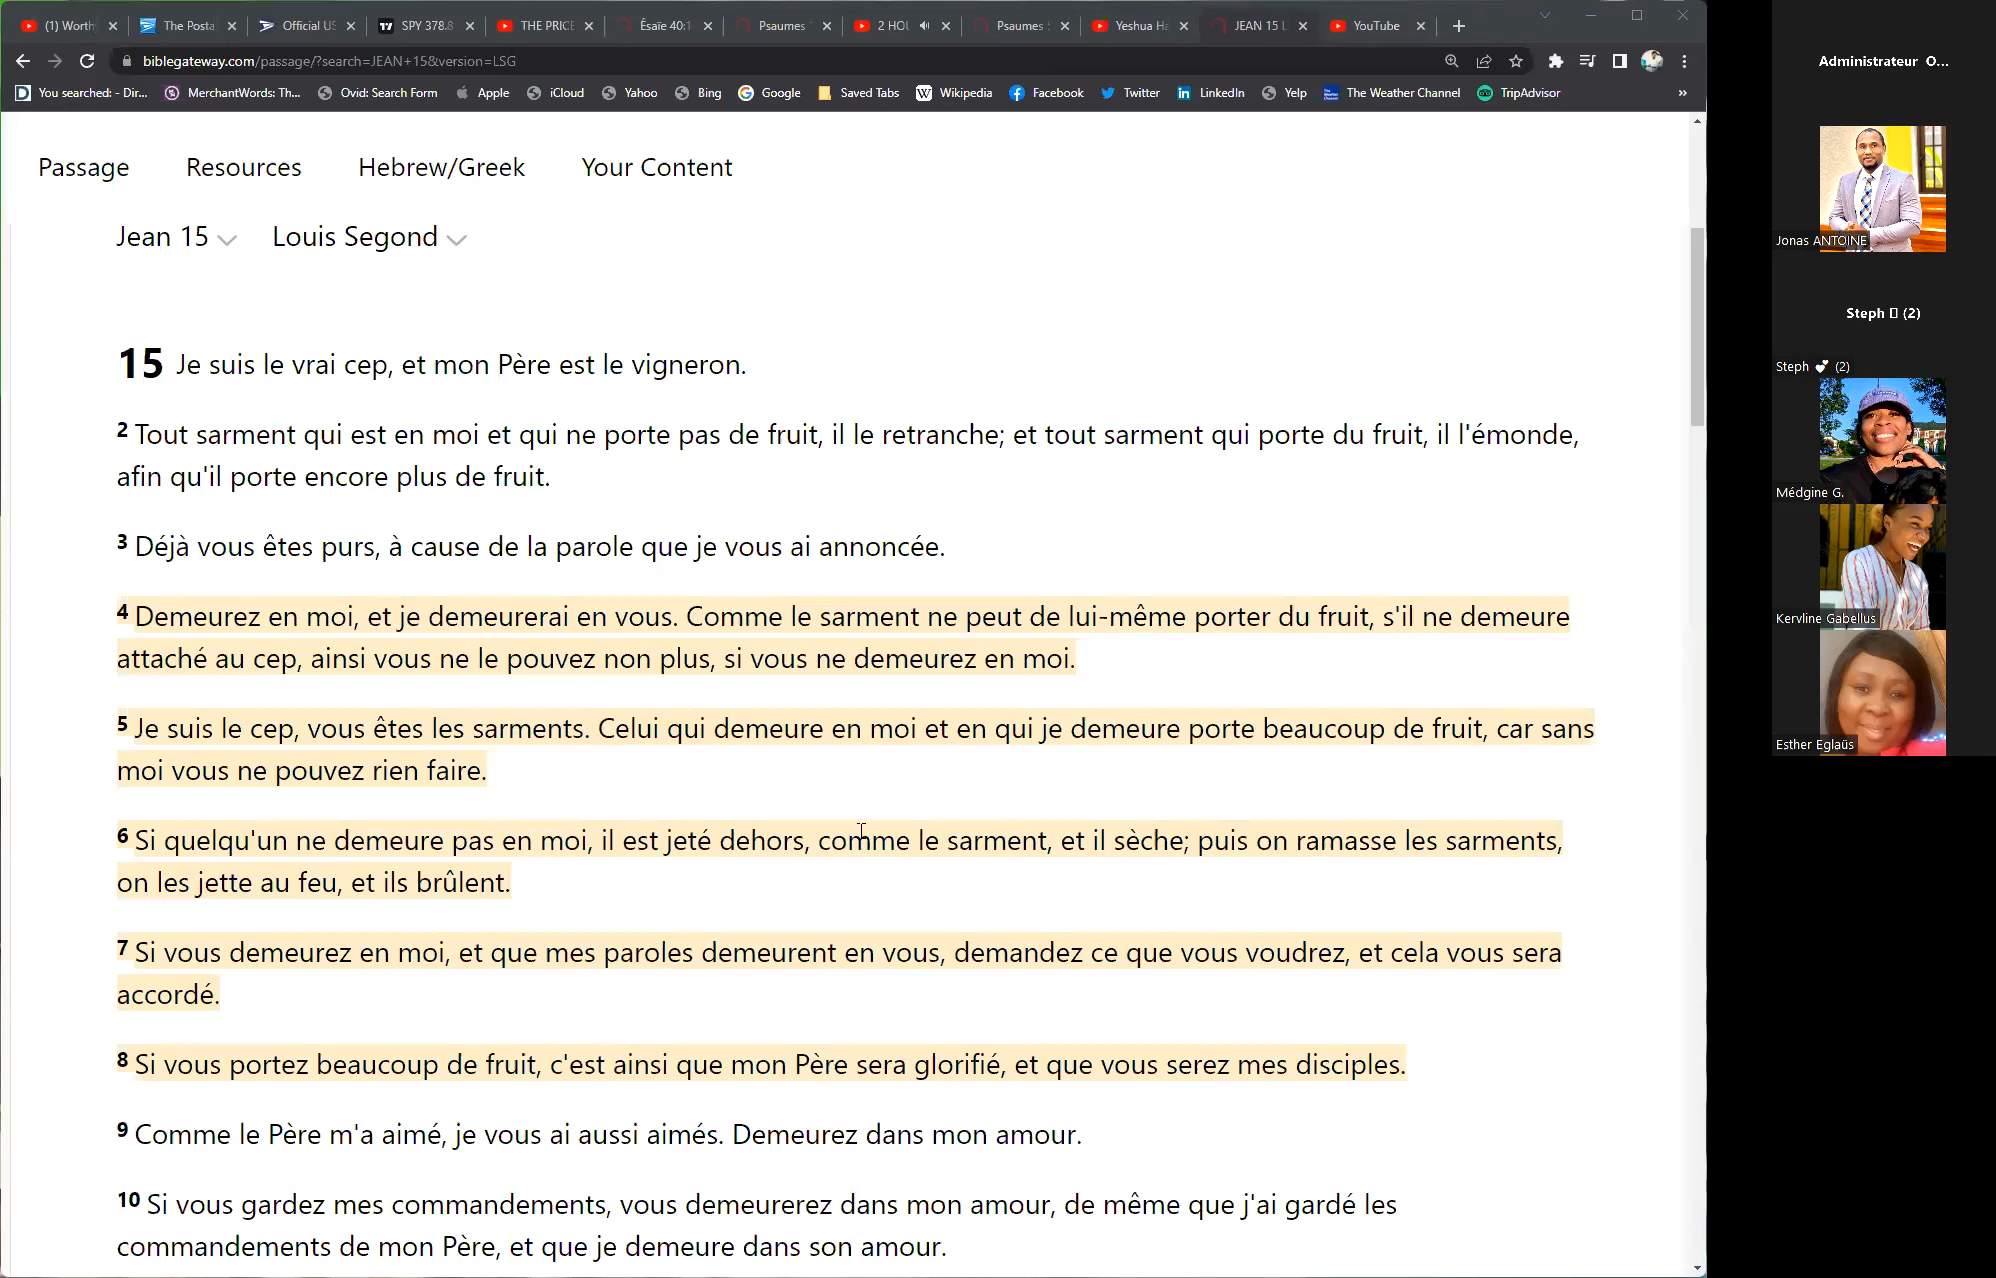 (1) Worth
The Posta
Official US
SPY 378.8
THE PRICE
Ésaïe 40:1
Psaumes
2 HOU
Psaumes
Yeshua Ha
JEAN 15 L
YouTube
biblegateway.com/passage/?search=JEAN+15&version=LSG
You searched: - Dir...
MerchantWords: Th...
Ovid: Search Form
Apple
iCloud
Yahoo
Bing
Google
Saved Tabs
Wikipedia
Facebook
Twitter
LinkedIn
Yelp
The Weather Channel
TripAdvisor
»
Passage Resources Hebrew/Greek Your Content
Jean 15 Louis Segond
15 Je suis le vrai cep, et mon Père est le vigneron.
2 Tout sarment qui est en moi et qui ne porte pas de fruit, il le retranche; et tout sarment qui porte du fruit, il l'émonde,
afin qu'il porte encore plus de fruit.
3 Déjà vous êtes purs, à cause de la parole que je vous ai annoncée.
4 Demeurez en moi, et je demeurerai en vous. Comme le sarment ne peut de lui-même porter du fruit, s'il ne demeure
attaché au cep, ainsi vous ne le pouvez non plus, si vous ne demeurez en moi.
5 Je suis le cep, vous êtes les sarments. Celui qui demeure en moi et en qui je demeure porte beaucoup de fruit, car sans
moi vous ne pouvez rien faire.
6 Si quelqu'un ne demeure pas en moi, il est jeté dehors, comme le sarment, et il sèche; puis on ramasse les sarments,
on les jette au feu, et ils brûlent.
7 Si vous demeurez en moi, et que mes paroles demeurent en vous, demandez ce que vous voudrez, et cela vous sera
accordé.
8 Si vous portez beaucoup de fruit, c'est ainsi que mon Père sera glorifié, et que vous serez mes disciples.
9 Comme le Père m'a aimé, je vous ai aussi aimés. Demeurez dans mon amour.
10 Si vous gardez mes commandements, vous demeurerez dans mon amour, de même que j'ai gardé les
commandements de mon Père, et que je demeure dans son amour.
Administrateur O...
Jonas ANTOINE
Steph (2)
Steph 💕 (2)
Médgine G.
Kervline Gabellus
Esther Eglaüs